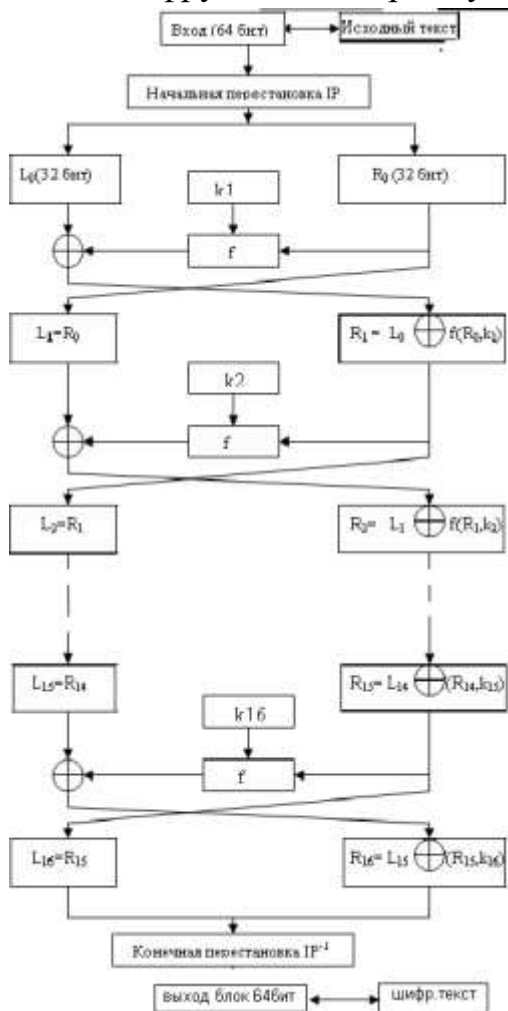 Вход (64 бит)
Исходный текст
Начальная перестановка IP
L₀(32 бит)
R₀ (32 бит)
k1
f
L₁=R₀
R₁ = L₀ ⊕ f(R₀,k₁)
k2
f
L₂=R₁
R₂= L₁ ⊕ f(R₁,k₂)
L₁₅=R₁₄
R₁₅= L₁₄ ⊕ (R₁₄,k₁₅)
k16
f
L₁₆=R₁₅
R₁₆= L₁₅ ⊕ (R₁₅,k₁₆)
Конечная перестановка IP⁻¹
выход блок 64бит
шифр.текст